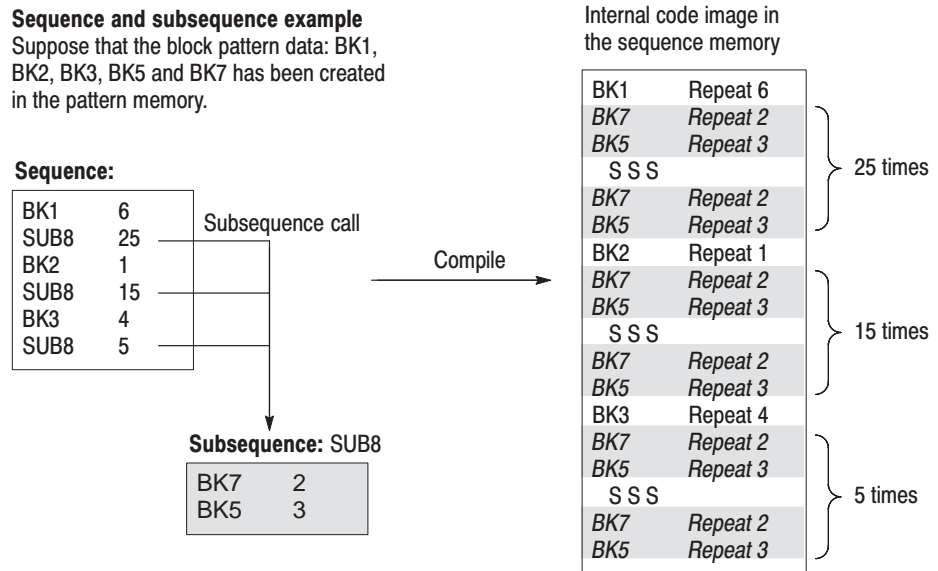 Sequence and subsequence example
Suppose that the block pattern data: BK1,
BK2, BK3, BK5 and BK7 has been created
in the pattern memory.
Sequence:
BK1 6
SUB8 25
BK2 1
SUB8 15
BK3 4
SUB8 5
Subsequence call
Subsequence: SUB8
BK7 2
BK5 3
Compile
Internal code image in
the sequence memory
BK1 Repeat 6
BK7 Repeat 2
BK5 Repeat 3
S S S
BK7 Repeat 2
BK5 Repeat 3
25 times
BK2 Repeat 1
BK7 Repeat 2
BK5 Repeat 3
S S S
BK7 Repeat 2
BK5 Repeat 3
15 times
BK3 Repeat 4
BK7 Repeat 2
BK5 Repeat 3
S S S
BK7 Repeat 2
BK5 Repeat 3
5 times